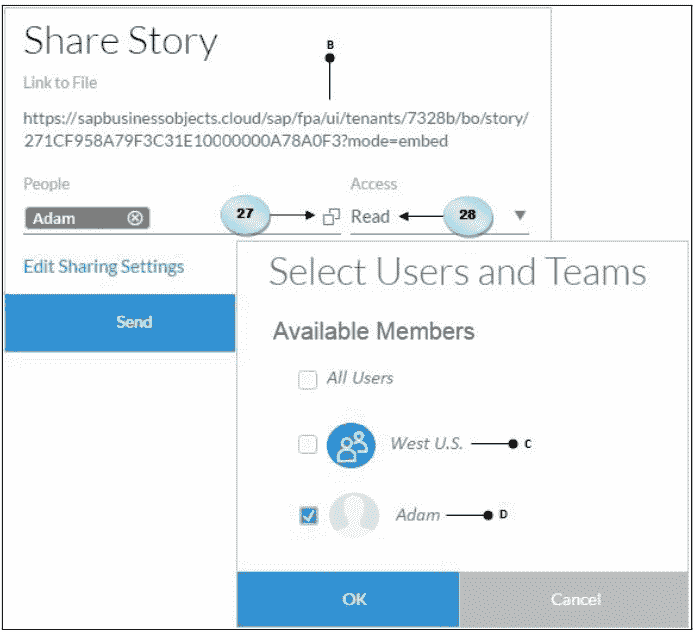 Share Story
B
Link to File
https://sapbusinessobjects.cloud/sap/fpa/ui/tenants/7328b/bo/story/
271CF958A79F3C31E10000000A78A0F3?mode=embed
People
Access
Adam
27
Read
28
Edit Sharing Settings
Send
Select Users and Teams
Available Members
All Users
West U.S.
C
Adam
D
OK
Cancel